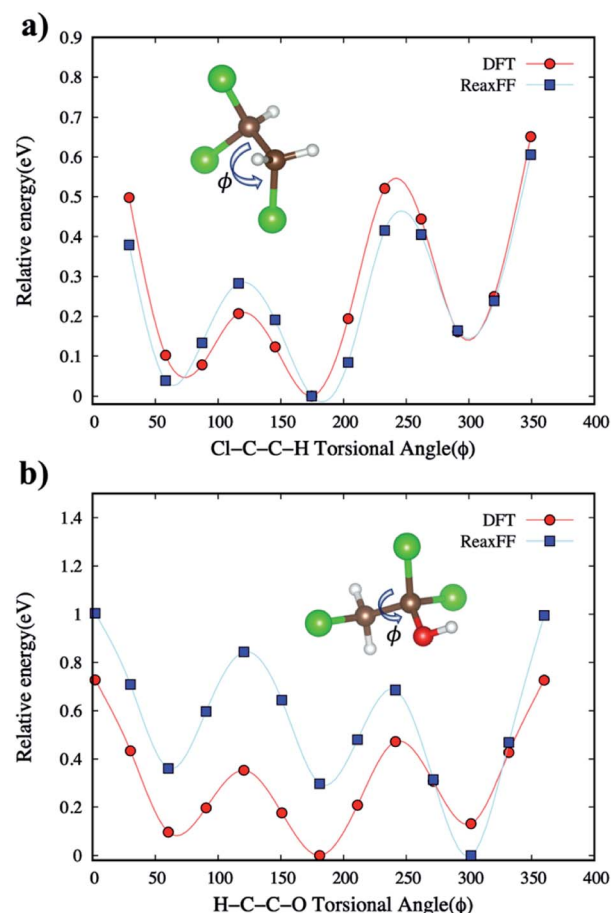 a)
0.9
0.8
0.7
0.6
0.5
0.4
0.3
0.2
0.1
0
DFT
ReaxFF
ϕ
Relative energy(eV)
0 50 100 150 200 250 300 350 400
Cl−C−C−H Torsional Angle(ϕ)
b)
1.4
1.2
1
0.8
0.6
0.4
0.2
0
DFT
ReaxFF
ϕ
Relative energy(eV)
0 50 100 150 200 250 300 350 400
H−C−C−O Torsional Angle(ϕ)